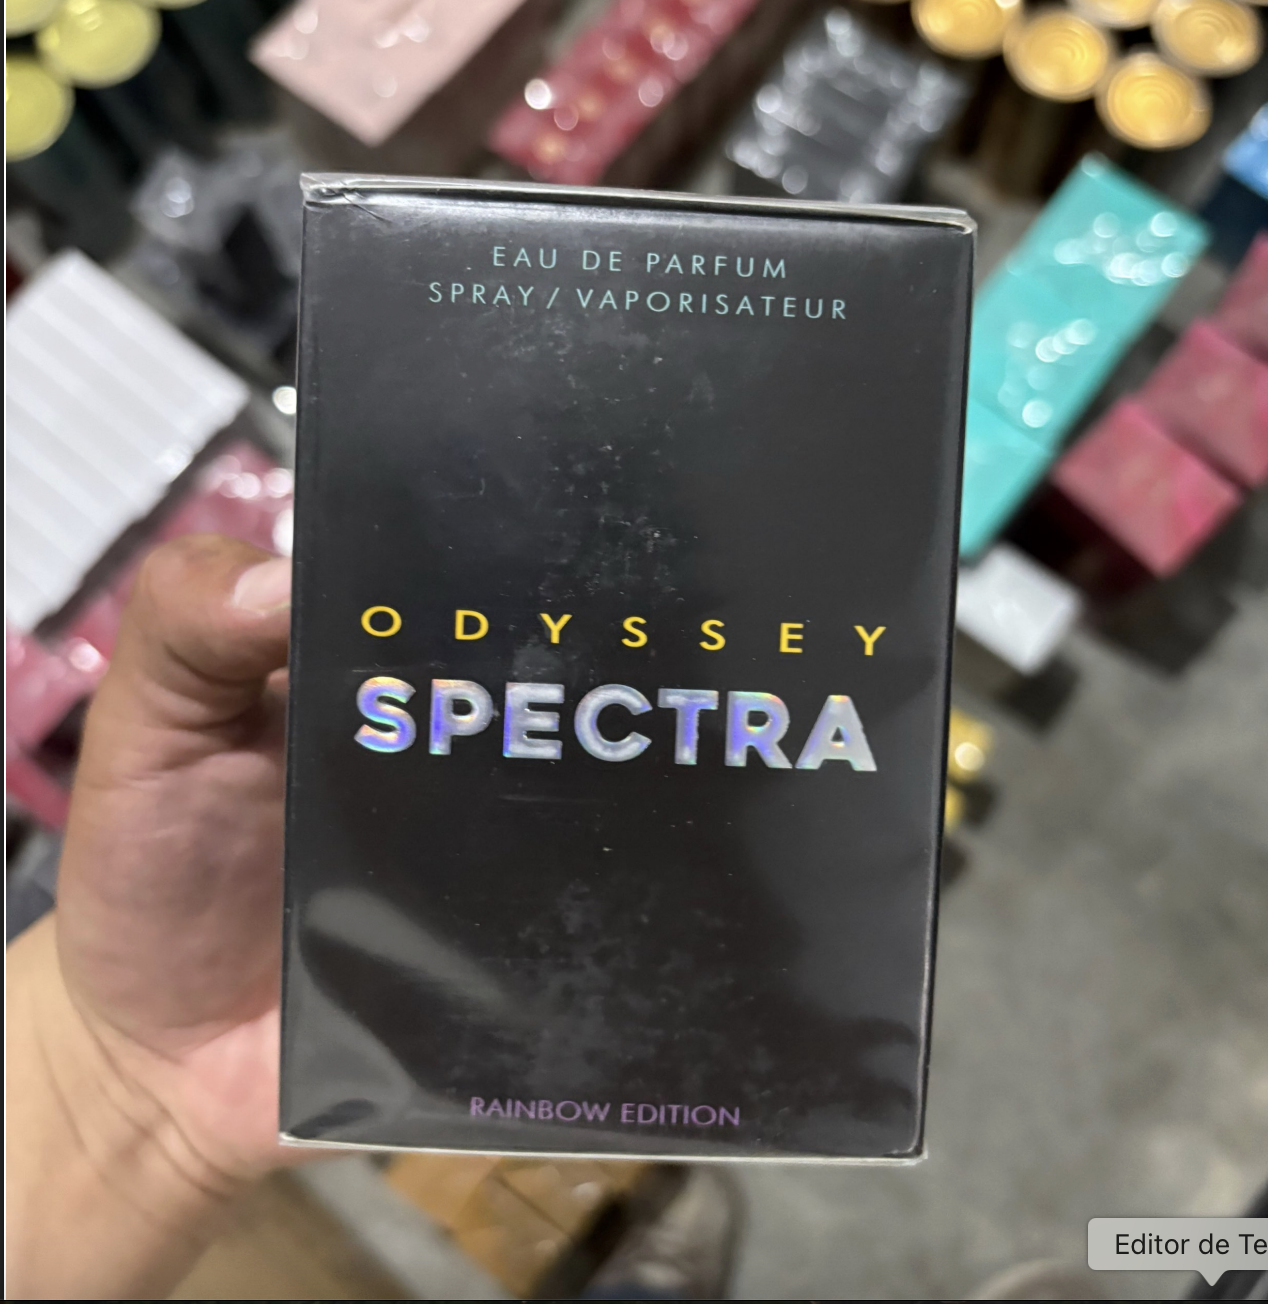 EAU DE PARFUM
SPRAY / VAPORISATEUR
ODYSSEY
SPECTRA
RAINBOW EDITION
Editor de Te